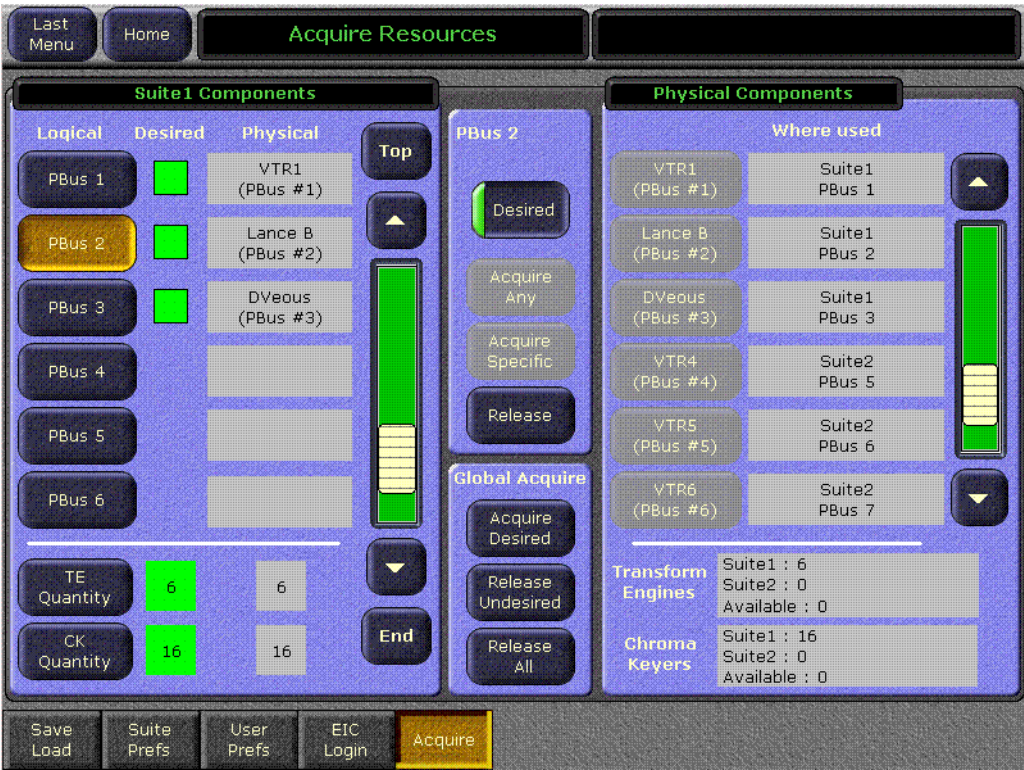 Last
Menu
Home
Acquire Resources
Suite1 Components
Logical Desired Physical
PBus 1
VTR1
(PBus #1)
PBus 2
Lance B
(PBus #2)
PBus 3
DVeous
(PBus #3)
PBus 4
PBus 5
PBus 6
TE
Quantity
6
6
CK
Quantity
16
16
Top
End
PBus 2
Desired
Acquire
Any
Acquire
Specific
Release
Global Acquire
Acquire
Desired
Release
Undesired
Release
All
Physical Components
Where used
VTR1
(PBus #1)
Suite1
PBus 1
Lance B
(PBus #2)
Suite1
PBus 2
DVeous
(PBus #3)
Suite1
PBus 3
VTR4
(PBus #4)
Suite2
PBus 5
VTR5
(PBus #5)
Suite2
PBus 6
VTR6
(PBus #6)
Suite2
PBus 7
Transform
Engines
Suite1 : 6
Suite2 : 0
Available : 0
Chroma
Keyers
Suite1 : 16
Suite2 : 0
Available : 0
Save
Load
Suite
Prefs
User
Prefs
EIC
Login
Acquire